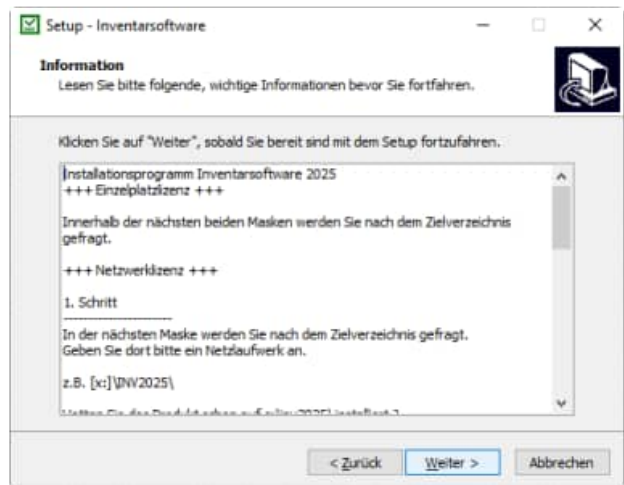 Setup - Inventarsoftware
Information
Lesen Sie bitte folgende, wichtige Informationen bevor Sie fortfahren.
Klicken Sie auf "Weiter", sobald Sie bereit sind mit dem Setup fortzufahren.
Installationsprogramm Inventarsoftware 2025
+++ Einzelplatzlizenz +++
Innerhalb der nächsten beiden Masken werden Sie nach dem Zielverzeichnis
gefragt.
+++ Netzwerklizenz +++
1. Schritt
------------------------
In der nächsten Maske werden Sie nach dem Zielverzeichnis gefragt.
Geben Sie dort bitte ein Netzlaufwerk an.
z.B. [x:]\INV2025\
< Zurück
Weiter >
Abbrechen